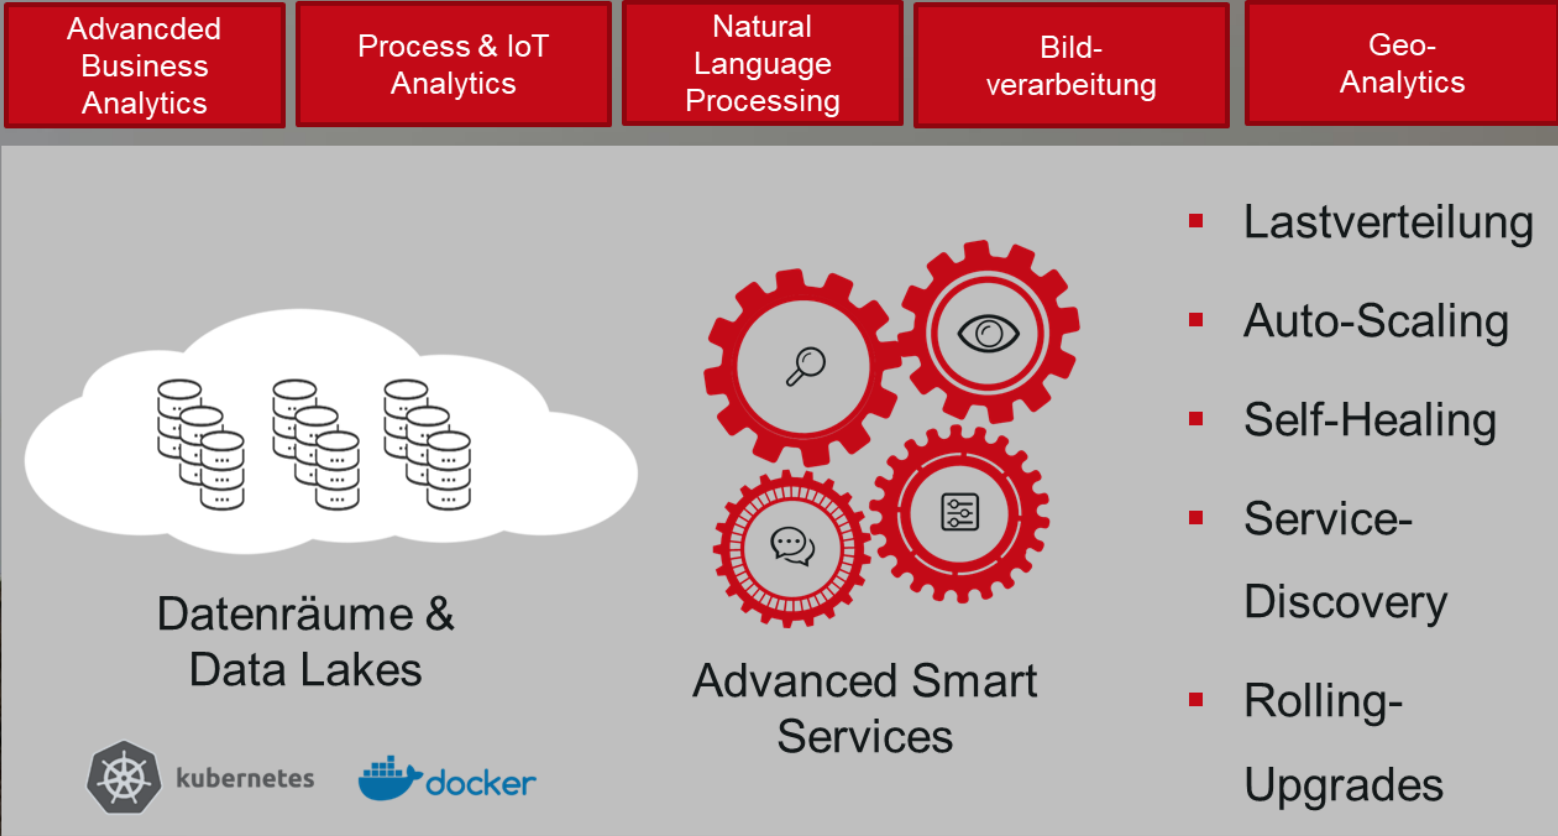 Advancded
Business
Analytics
Process & IoT
Analytics
Natural
Language
Processing
Bild-
verarbeitung
Geo-
Analytics
Datenräume &
Data Lakes
kubernetes
docker
Advanced Smart
Services
Lastverteilung
Auto-Scaling
Self-Healing
Service-
Discovery
Rolling-
Upgrades